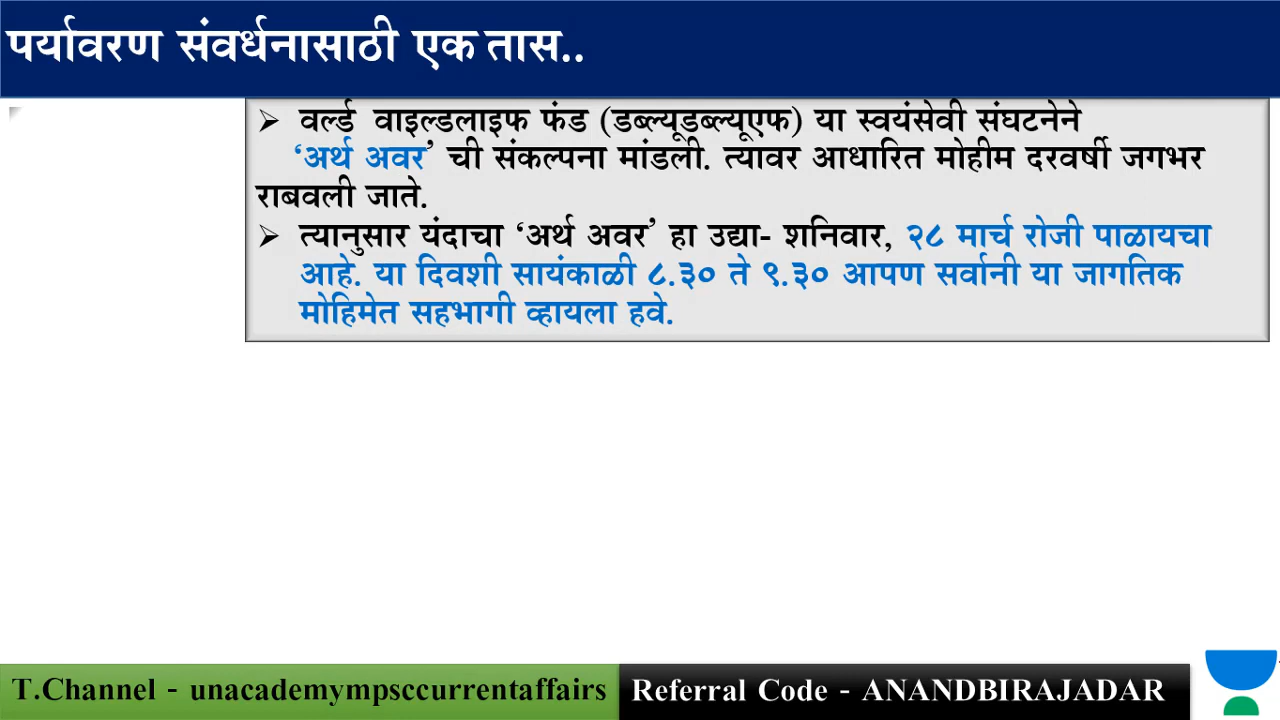 पर्यावरण संवर्धनासाठी एक तास..
➢ वर्ल्ड वाइल्डलाइफ फंड (डब्ल्यूडब्ल्यूएफ) या स्वयंसेवी संघटनेने
‘अर्थ अवर’ ची संकल्पना मांडली. त्यावर आधारित मोहीम दरवर्षी जगभर
राबवली जाते.
➢ त्यानुसार यंदाचा ‘अर्थ अवर’ हा उद्या- शनिवार, २८ मार्च रोजी पाळायचा
आहे. या दिवशी सायंकाळी ८.३० ते ९.३० आपण सर्वानी या जागतिक
मोहिमेत सहभागी व्हायला हवे.
T.Channel - unacademympsccurrentaffairs
Referral Code - ANANDBIRAJADAR